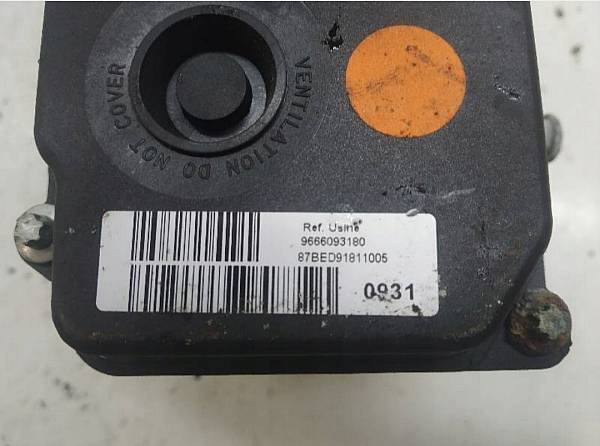 VENTILATION DO NOT COVER
Ref. Usine
9666093180
87BED91811005
0931